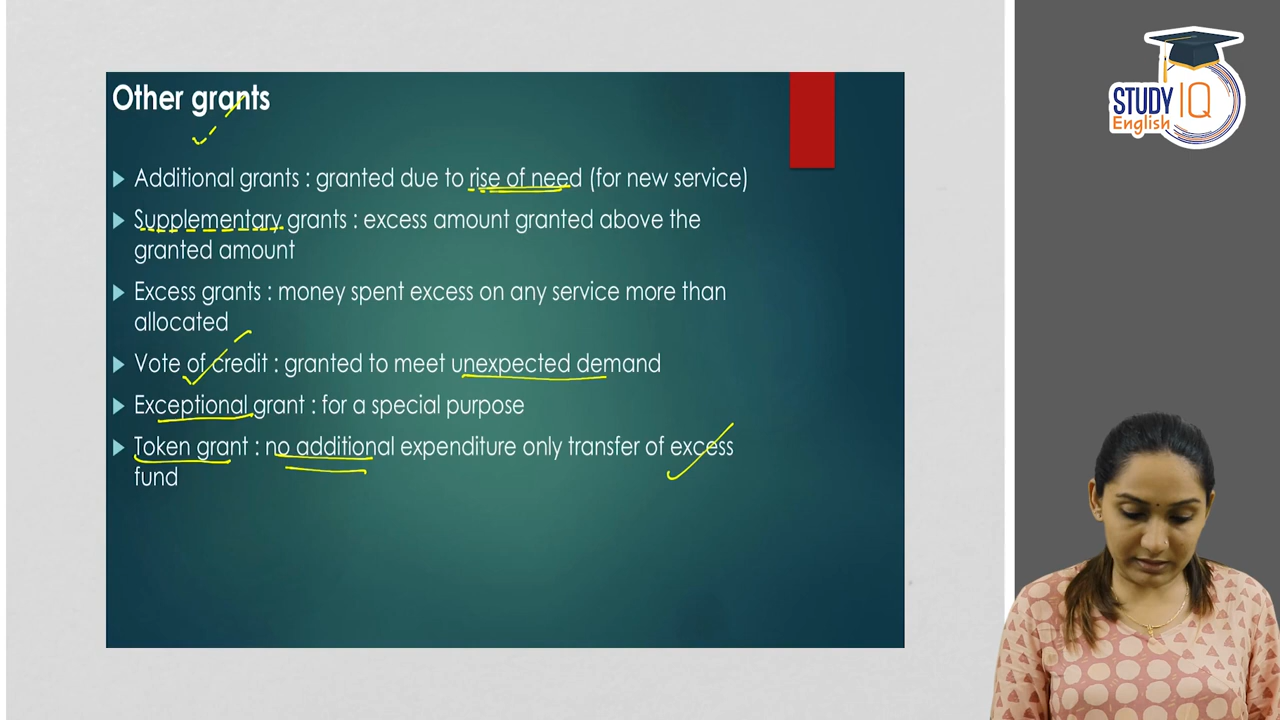 Other grants
Additional grants : granted due to rise of need (for new service)
Supplementary grants : excess amount granted above the
granted amount
Excess grants : money spent excess on any service more than
allocated
Vote of credit : granted to meet unexpected demand
Exceptional grant : for a special purpose
Token grant : no additional expenditure only transfer of excess
fund
STUDY IQ
English